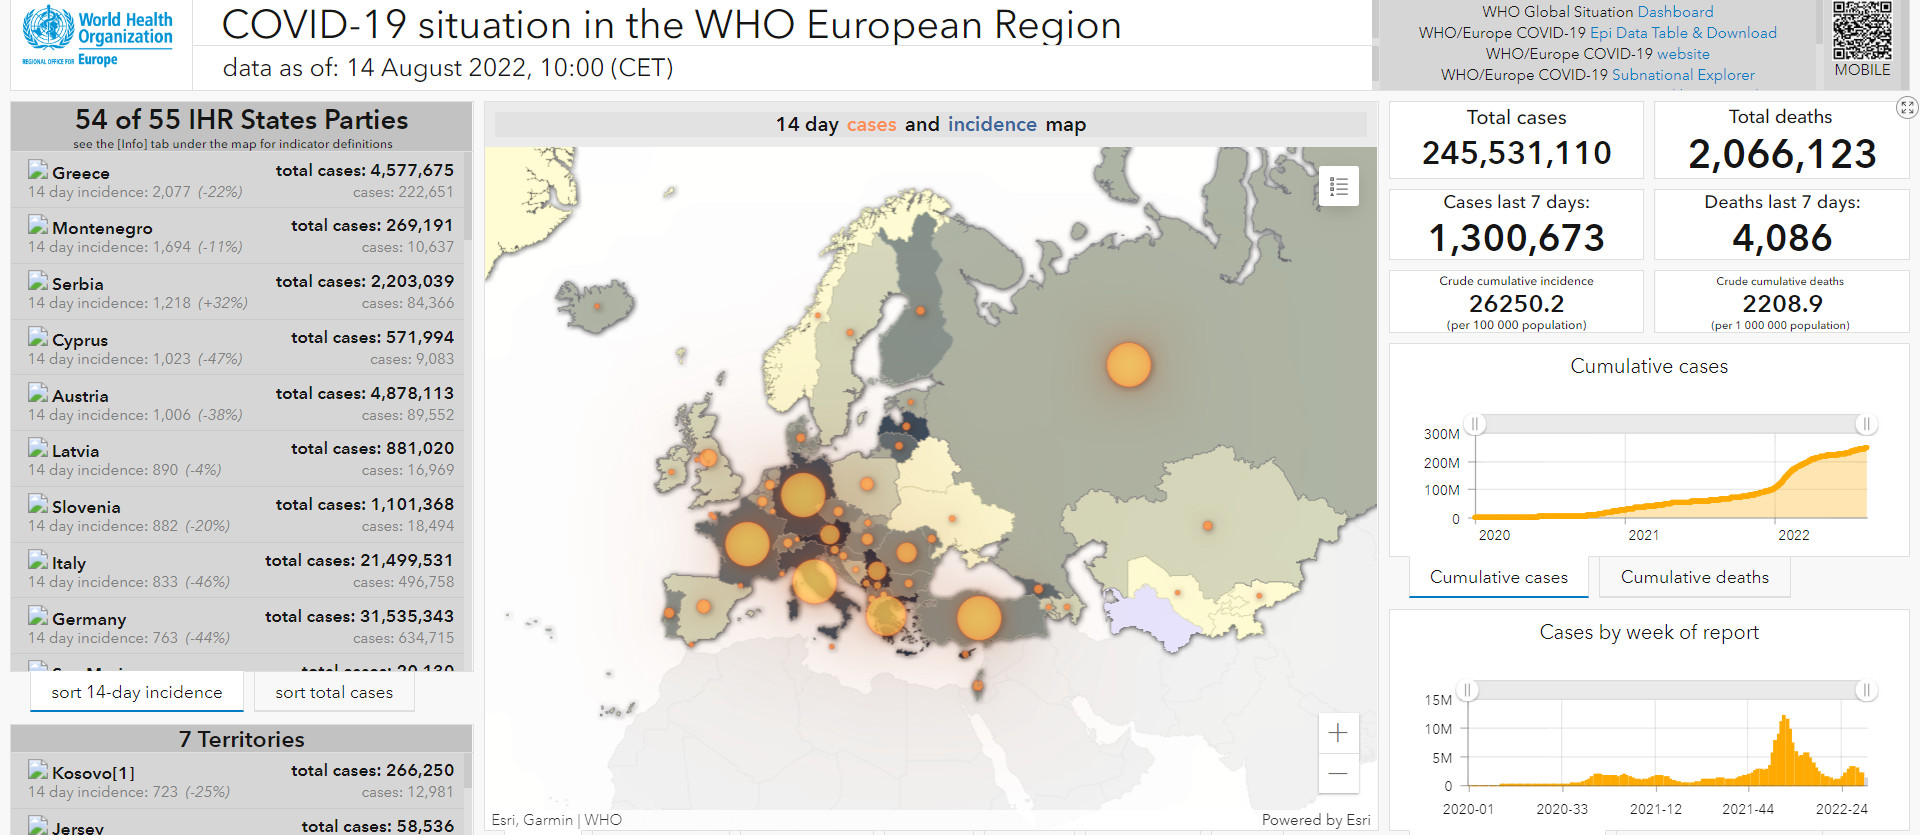 World Health
Organization
REGIONAL OFFICE FOR Europe
COVID-19 situation in the WHO European Region
data as of: 14 August 2022, 10:00 (CET)
WHO Global Situation Dashboard
WHO/Europe COVID-19 Epi Data Table & Download
WHO/Europe COVID-19 website
WHO/Europe COVID-19 Subnational Explorer
MOBILE
54 of 55 IHR States Parties
see the [Info] tab under the map for indicator definitions
Greece total cases: 4,577,675
14 day incidence: 2,077 (-22%) cases: 222,651
Montenegro total cases: 269,191
14 day incidence: 1,694 (-11%) cases: 10,637
Serbia total cases: 2,203,039
14 day incidence: 1,218 (+32%) cases: 84,366
Cyprus total cases: 571,994
14 day incidence: 1,023 (-47%) cases: 9,083
Austria total cases: 4,878,113
14 day incidence: 1,006 (-38%) cases: 89,552
Latvia total cases: 881,020
14 day incidence: 890 (-4%) cases: 16,969
Slovenia total cases: 1,101,368
14 day incidence: 882 (-20%) cases: 18,494
Italy total cases: 21,499,531
14 day incidence: 833 (-46%) cases: 496,758
Germany total cases: 31,535,343
14 day incidence: 763 (-44%) cases: 634,715
total cases: 20,130
sort 14-day incidence
sort total cases
7 Territories
Kosovo[1] total cases: 266,250
14 day incidence: 723 (-25%) cases: 12,981
Jersey total cases: 58,536
14 day cases and incidence map
Esri, Garmin | WHO
Powered by Esri
Total cases
245,531,110
Total deaths
2,066,123
Cases last 7 days:
1,300,673
Deaths last 7 days:
4,086
Crude cumulative incidence
26250.2
(per 100 000 population)
Crude cumulative deaths
2208.9
(per 1 000 000 population)
Cumulative cases
300M
200M
100M
0
2020 2021 2022
Cumulative cases
Cumulative deaths
Cases by week of report
15M
10M
5M
0
2020-01 2020-33 2021-12 2021-44 2022-24